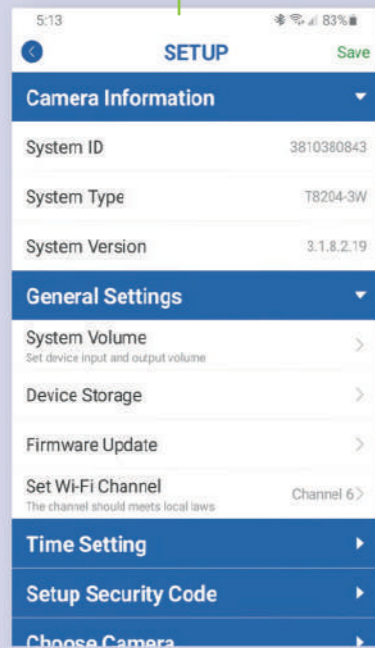 5:13 83%
SETUP Save
Camera Information
System ID 3810380843
System Type T8204-3W
System Version 3.1.8.2.19
General Settings
System Volume
Set device input and output volume
Device Storage
Firmware Update
Set Wi-Fi Channel Channel 6
The channel should meets local laws
Time Setting
Setup Security Code
Choose Camera